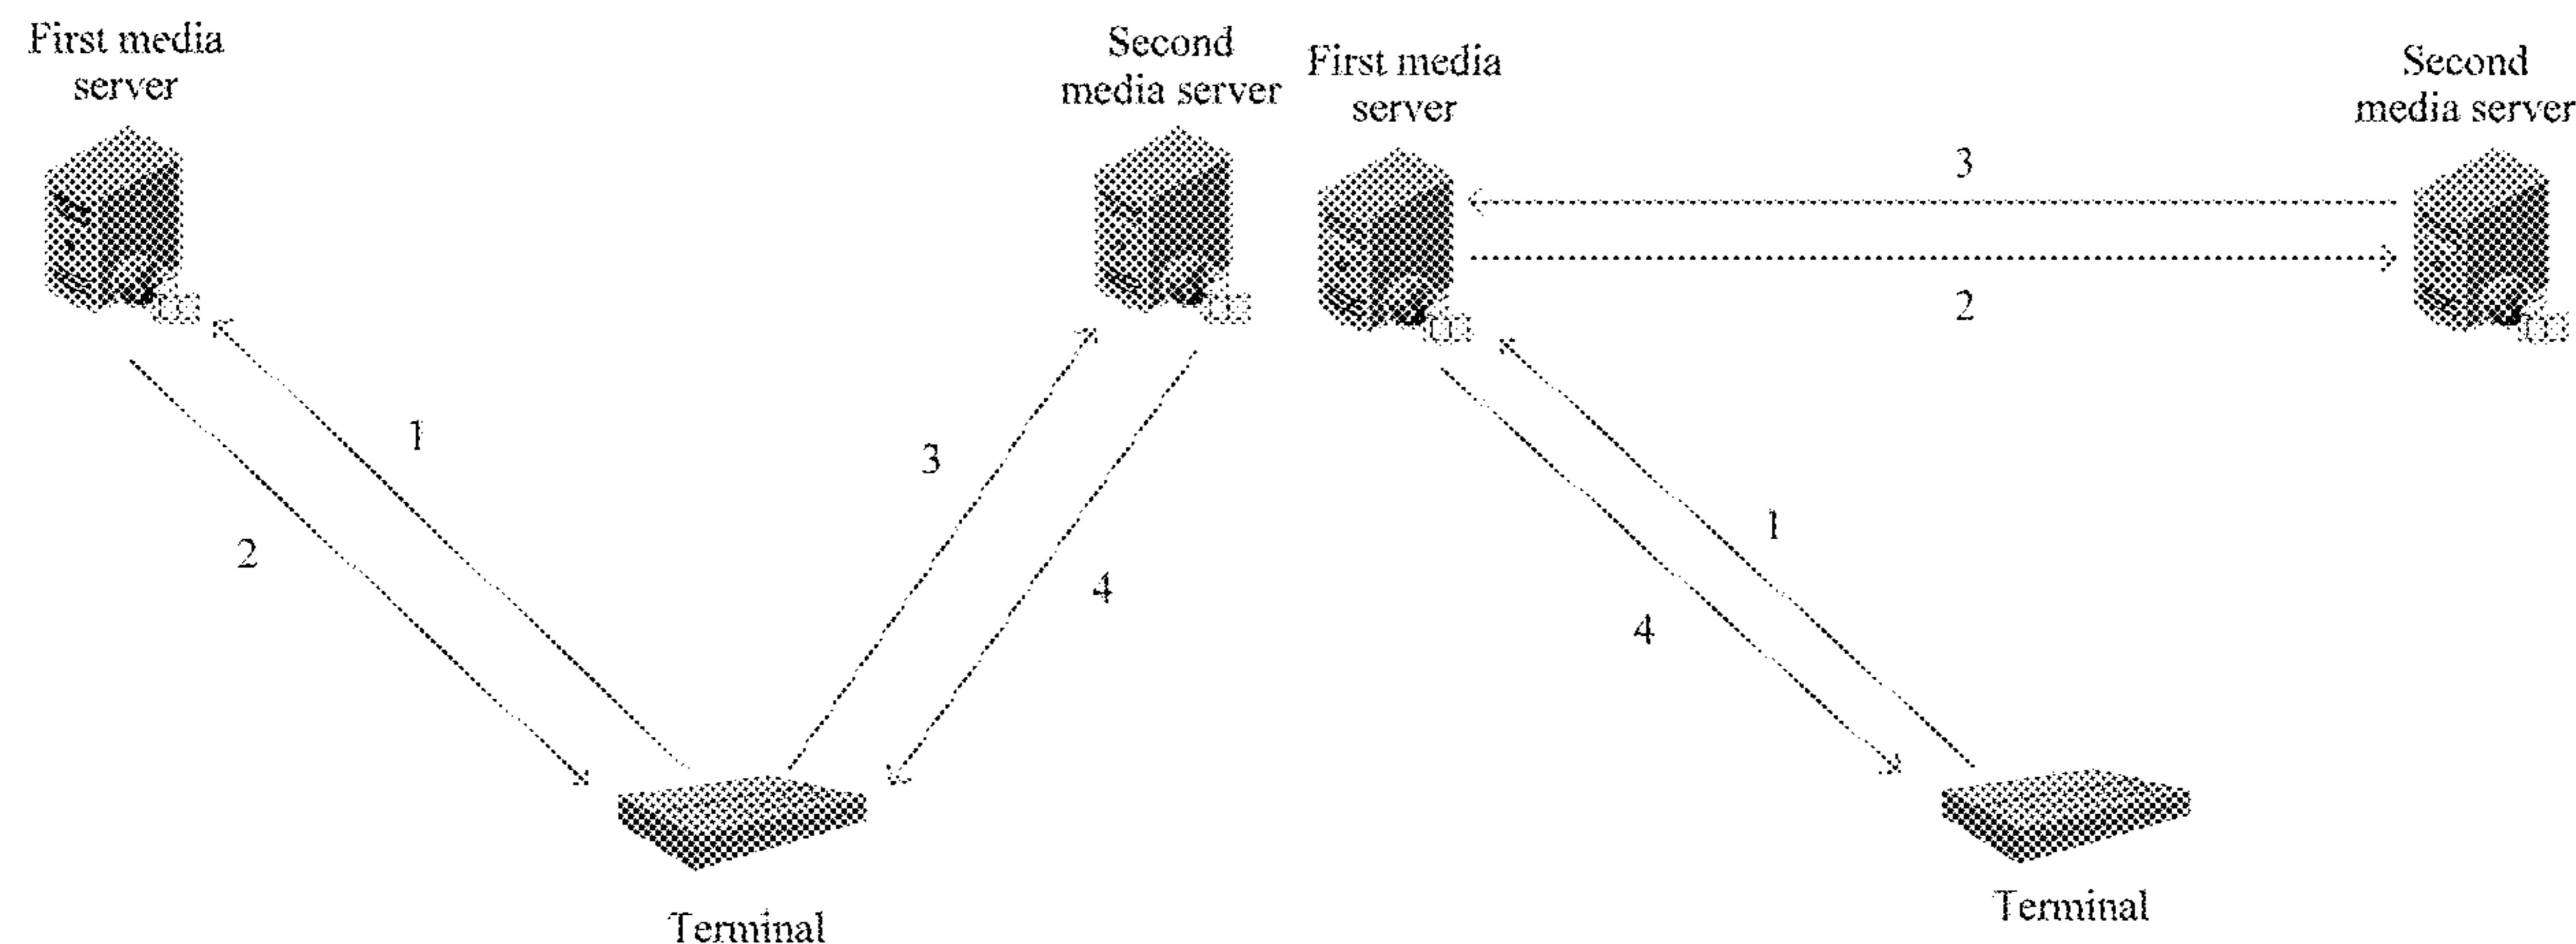 First media
server
Second
media server
1
2
3
4
Terminal
First media
server
Second
media server
3
2
1
4
Terminal